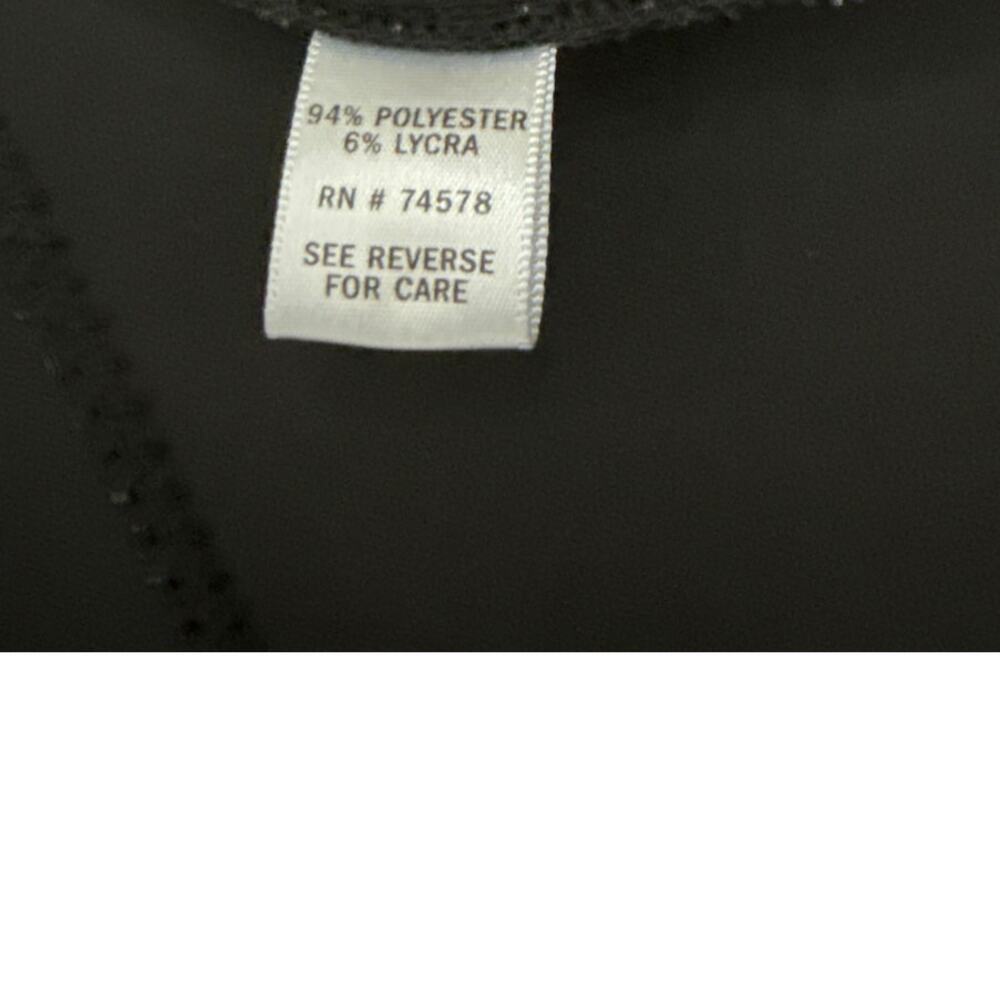 94% POLYESTER
6% LYCRA
RN # 74578
SEE REVERSE
FOR CARE